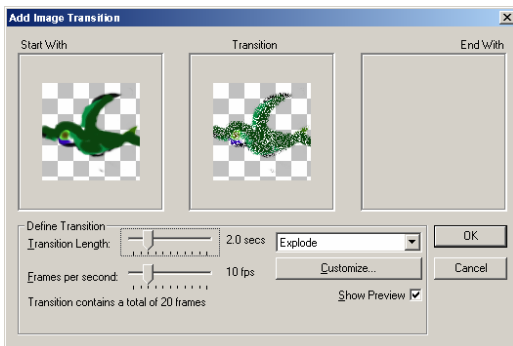 Add Image Transition
Start With
Transition
End With
Define Transition
Transition Length:
2.0 secs
Explode
OK
Frames per second:
10 fps
Customize...
Cancel
Show Preview
Transition contains a total of 20 frames